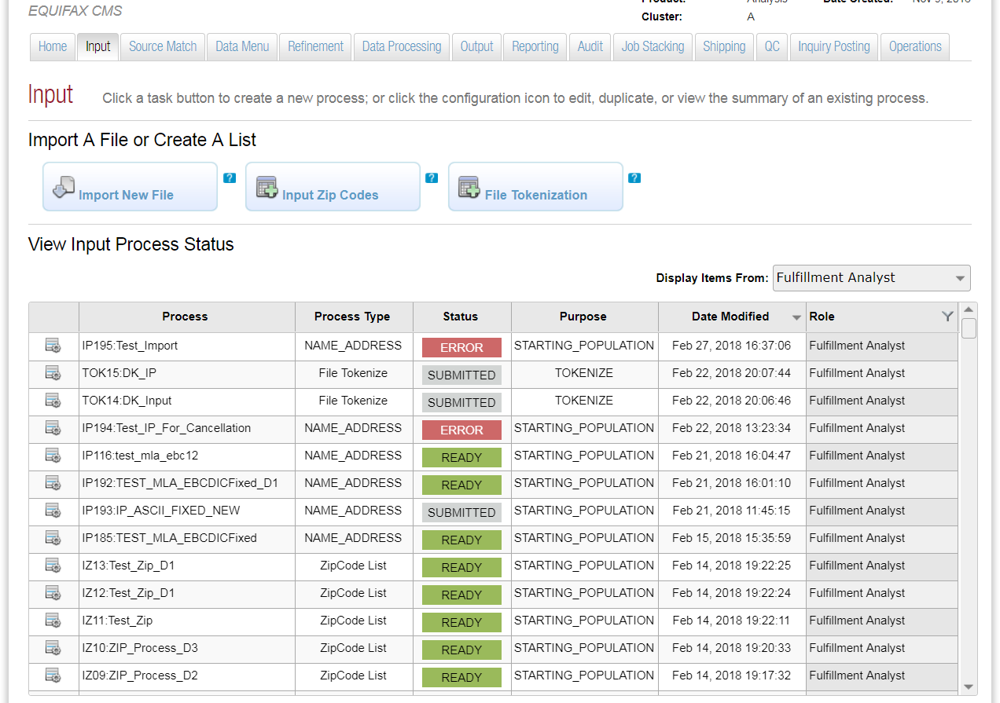 EQUIFAX CMS
Product: Analysis Date Created: Nov 9, 2016
Cluster: A
Home Input Source Match Data Menu Refinement Data Processing Output Reporting Audit Job Stacking Shipping QC Inquiry Posting Operations
Input Click a task button to create a new process; or click the configuration icon to edit, duplicate, or view the summary of an existing process.
Import A File or Create A List
Import New File ? Input Zip Codes ? File Tokenization ?
View Input Process Status
Display Items From: Fulfillment Analyst
Process Process Type Status Purpose Date Modified Role
IP195:Test_Import NAME_ADDRESS ERROR STARTING_POPULATION Feb 27, 2018 16:37:06 Fulfillment Analyst
TOK15:DK_IP File Tokenize SUBMITTED TOKENIZE Feb 22, 2018 20:07:44 Fulfillment Analyst
TOK14:DK_Input File Tokenize SUBMITTED TOKENIZE Feb 22, 2018 20:06:46 Fulfillment Analyst
IP194:Test_IP_For_Cancellation NAME_ADDRESS ERROR STARTING_POPULATION Feb 22, 2018 13:23:34 Fulfillment Analyst
IP116:test_mla_ebc12 NAME_ADDRESS READY STARTING_POPULATION Feb 21, 2018 16:04:47 Fulfillment Analyst
IP192:TEST_MLA_EBCDICFixed_D1 NAME_ADDRESS READY STARTING_POPULATION Feb 21, 2018 16:01:10 Fulfillment Analyst
IP193:IP_ASCII_FIXED_NEW NAME_ADDRESS SUBMITTED STARTING_POPULATION Feb 21, 2018 11:45:15 Fulfillment Analyst
IP185:TEST_MLA_EBCDICFixed NAME_ADDRESS READY STARTING_POPULATION Feb 15, 2018 15:35:59 Fulfillment Analyst
IZ13:Test_Zip_D1 ZipCode List READY STARTING_POPULATION Feb 14, 2018 19:22:25 Fulfillment Analyst
IZ12:Test_Zip_D1 ZipCode List READY STARTING_POPULATION Feb 14, 2018 19:22:24 Fulfillment Analyst
IZ11:Test_Zip ZipCode List READY STARTING_POPULATION Feb 14, 2018 19:22:11 Fulfillment Analyst
IZ10:ZIP_Process_D3 ZipCode List READY STARTING_POPULATION Feb 14, 2018 19:20:33 Fulfillment Analyst
IZ09:ZIP_Process_D2 ZipCode List READY STARTING_POPULATION Feb 14, 2018 19:17:32 Fulfillment Analyst